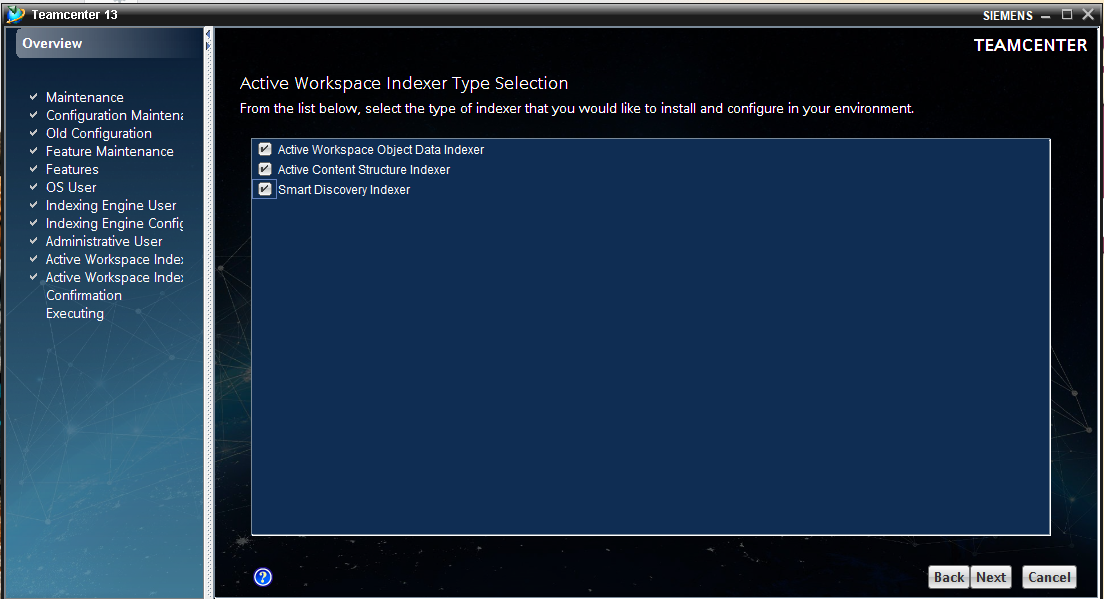 Teamcenter 13
SIEMENS
Overview
TEAMCENTER
Maintenance
Configuration Maintena
Old Configuration
Feature Maintenance
Features
OS User
Indexing Engine User
Indexing Engine Config
Administrative User
Active Workspace Index
Active Workspace Index
Confirmation
Executing
Active Workspace Indexer Type Selection
From the list below, select the type of indexer that you would like to install and configure in your environment.
Active Workspace Object Data Indexer
Active Content Structure Indexer
Smart Discovery Indexer
?
Back Next Cancel